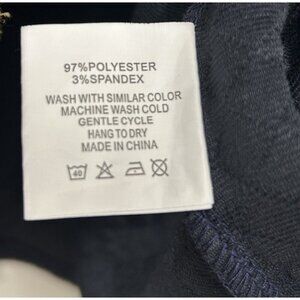 97%POLYESTER
3%SPANDEX
WASH WITH SIMILAR COLOR
MACHINE WASH COLD
GENTLE CYCLE
HANG TO DRY
MADE IN CHINA
40